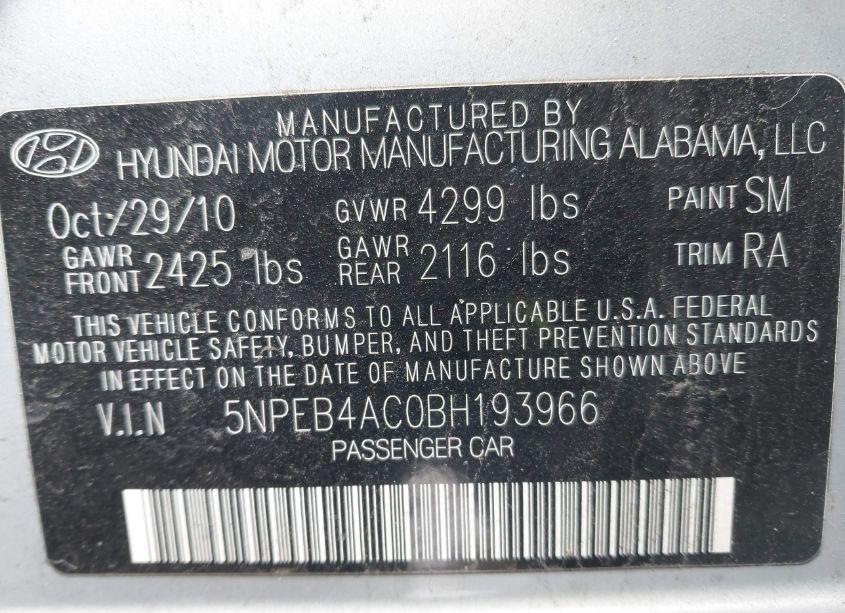 MANUFACTURED BY
HYUNDAI MOTOR MANUFACTURING ALABAMA, LLC
Oct/29/10 GVWR 4299 lbs PAINT SM
GAWR FRONT 2425 lbs GAWR REAR 2116 lbs TRIM RA
THIS VEHICLE CONFORMS TO ALL APPLICABLE U.S.A. FEDERAL
MOTOR VEHICLE SAFETY, BUMPER, AND THEFT PREVENTION STANDARDS
IN EFFECT ON THE DATE OF MANUFACTURE SHOWN ABOVE
V.I.N 5NPEB4AC0BH193966
PASSENGER CAR